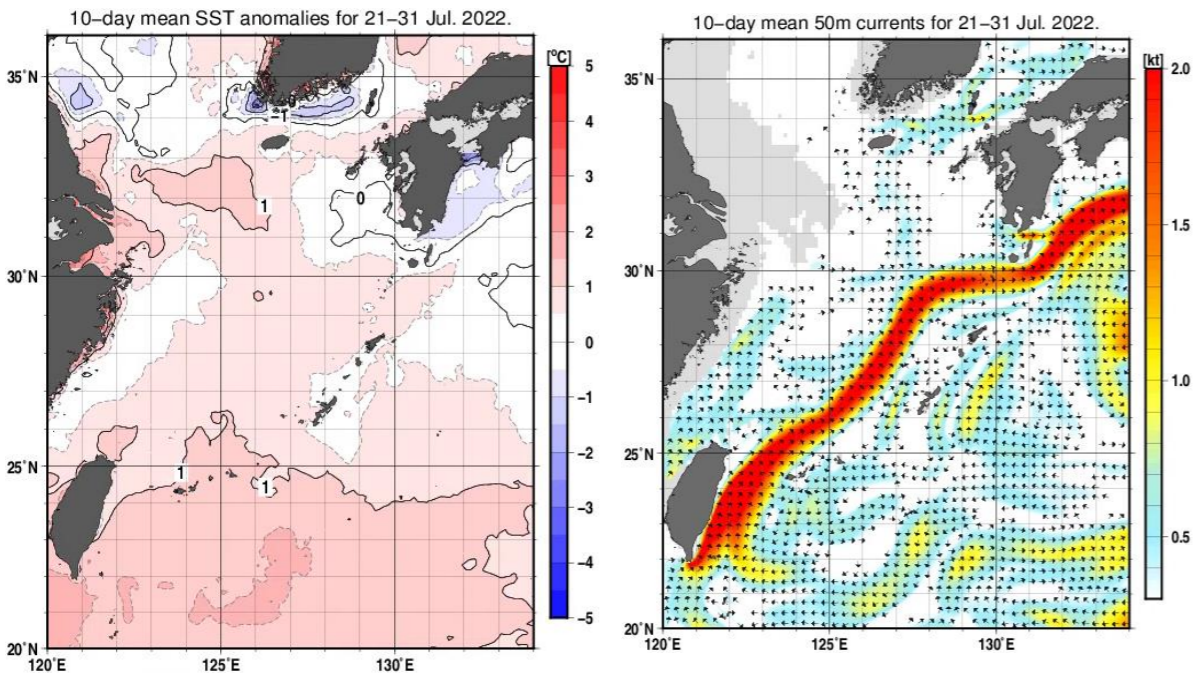 10-day mean SST anomalies for 21-31 Jul. 2022.
[°C]
5
4
3
2
1
0
-1
-2
-3
-4
-5
35°N
30°N
25°N
20°N
120°E
125°E
130°E
-1
1
0
1
1
10-day mean 50m currents for 21-31 Jul. 2022.
[kt]
2.0
1.5
1.0
0.5
35°N
30°N
25°N
20°N
120°E
125°E
130°E